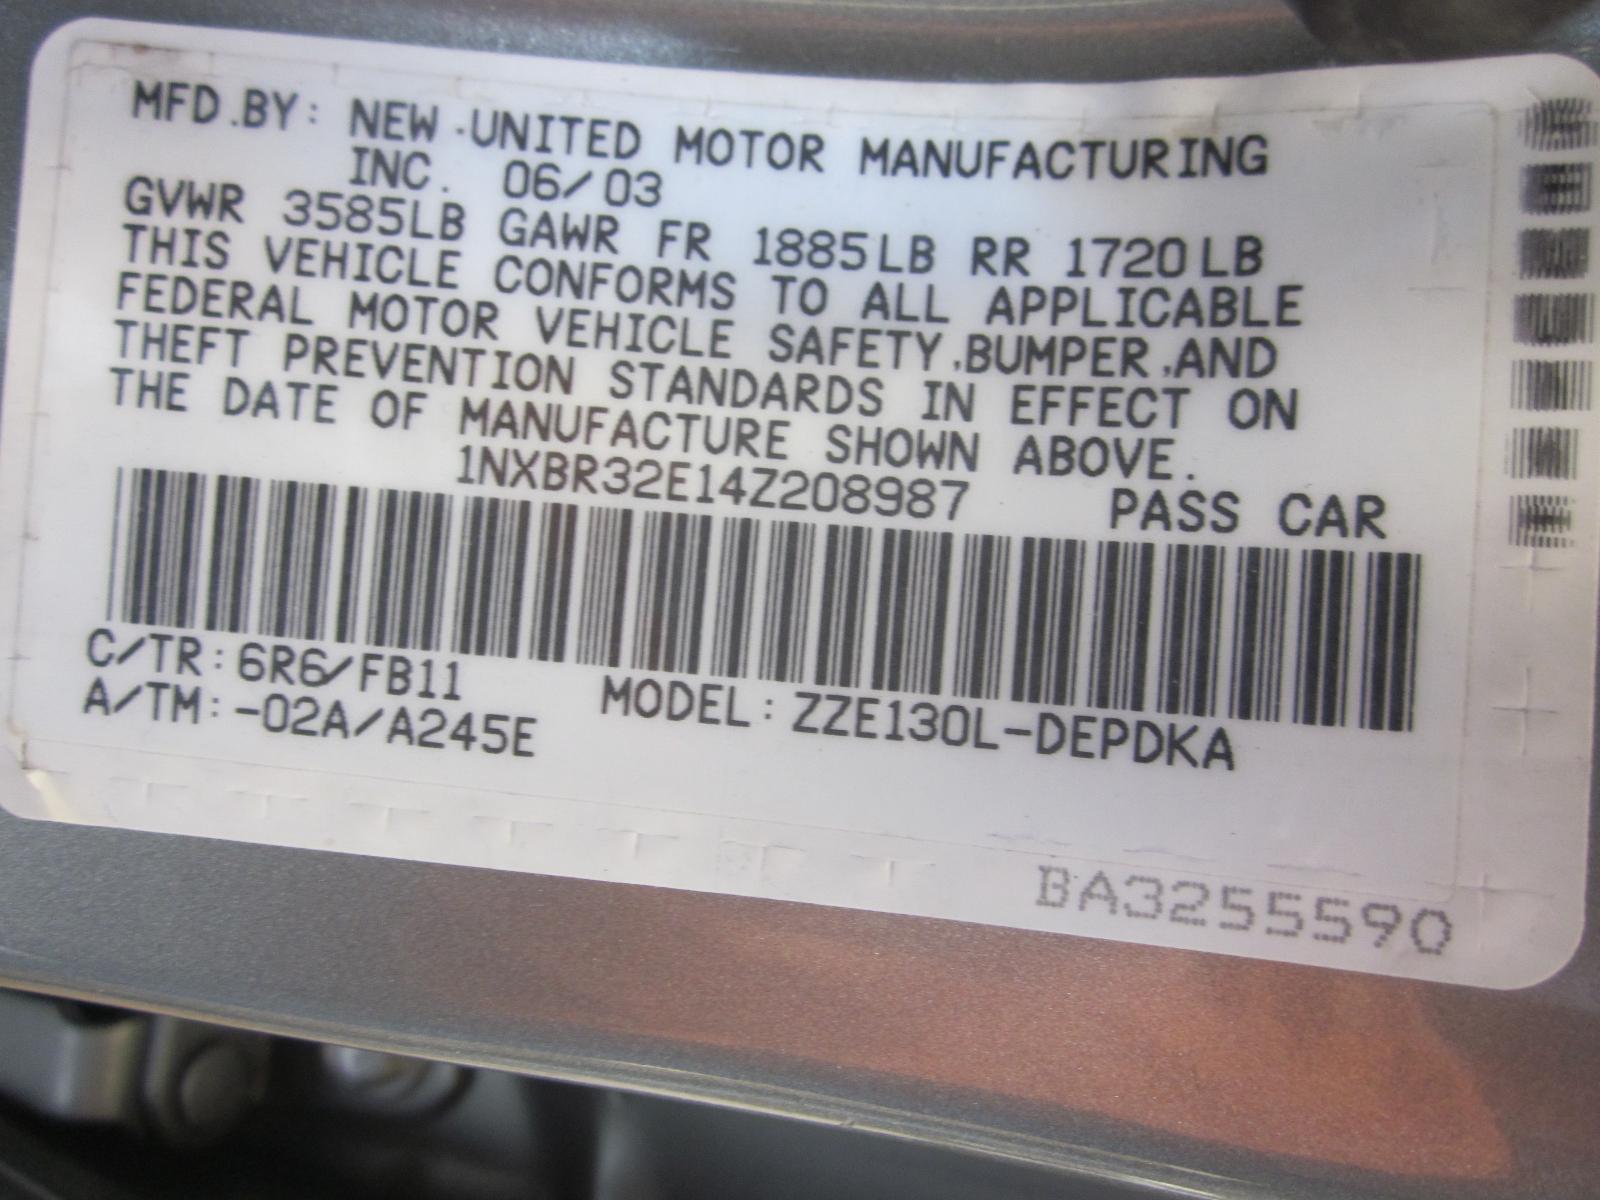 MFD.BY: NEW UNITED MOTOR MANUFACTURING
INC. 06/03
GVWR 3585LB GAWR FR 1885LB RR 1720LB
THIS VEHICLE CONFORMS TO ALL APPLICABLE
FEDERAL MOTOR VEHICLE SAFETY,BUMPER,AND
THEFT PREVENTION STANDARDS IN EFFECT ON
THE DATE OF MANUFACTURE SHOWN ABOVE.
1NXBR32E14Z208987 PASS CAR
C/TR: 6R6/FB11
A/TM: -02A/A245E MODEL: ZZE130L-DEPDKA
BA3255590